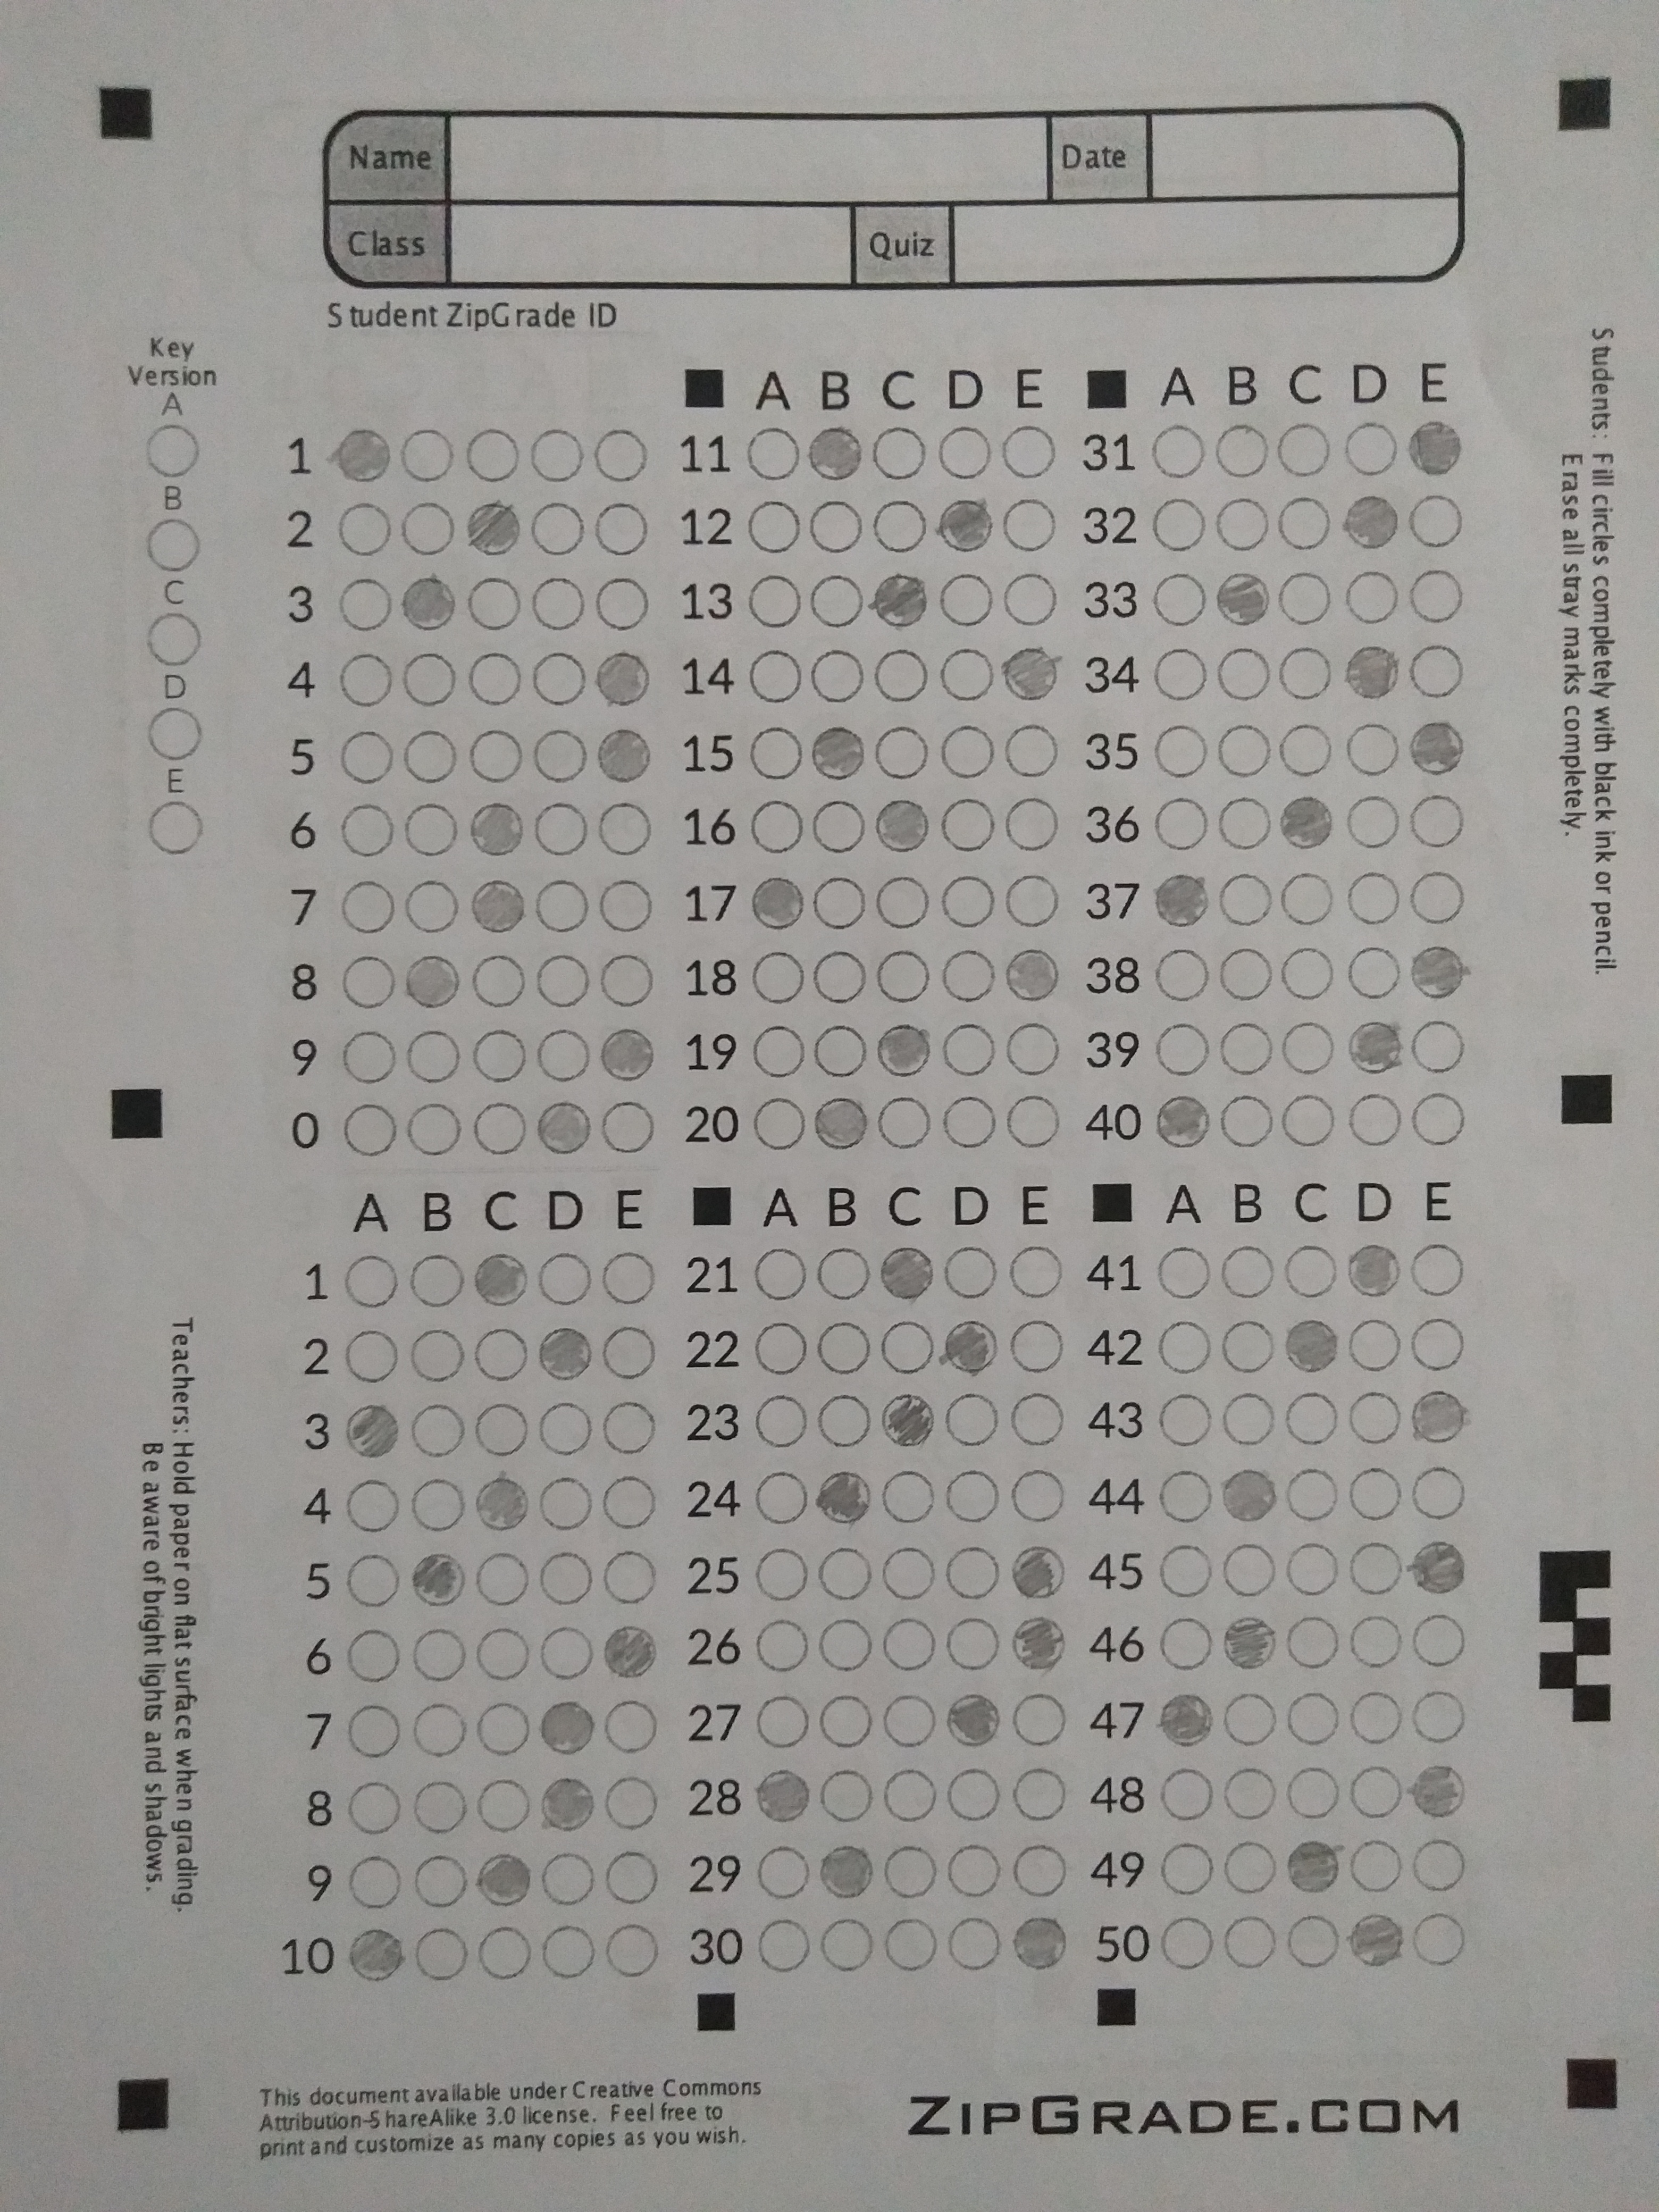 Name
Date
Class
Quiz
Student ZipGrade ID
Key
Version
A
B
C
D
E
A B C D E
A B C D E
1
2
3
4
5
6
7
8
9
0
11
12
13
14
15
16
17
18
19
20
31
32
33
34
35
36
37
38
39
40
A B C D E
1
2
3
4
5
6
7
8
9
10
A B C D E
21
22
23
24
25
26
27
28
29
30
A B C D E
41
42
43
44
45
46
47
48
49
50
Students: Fill circles completely with black ink or pencil.
Erase all stray marks completely.
Teachers: Hold paper on flat surface when grading.
Be aware of bright lights and shadows.
This document available under Creative Commons
Attribution-ShareAlike 3.0 license. Feel free to
print and customize as many copies as you wish.
ZIPGRADE.COM